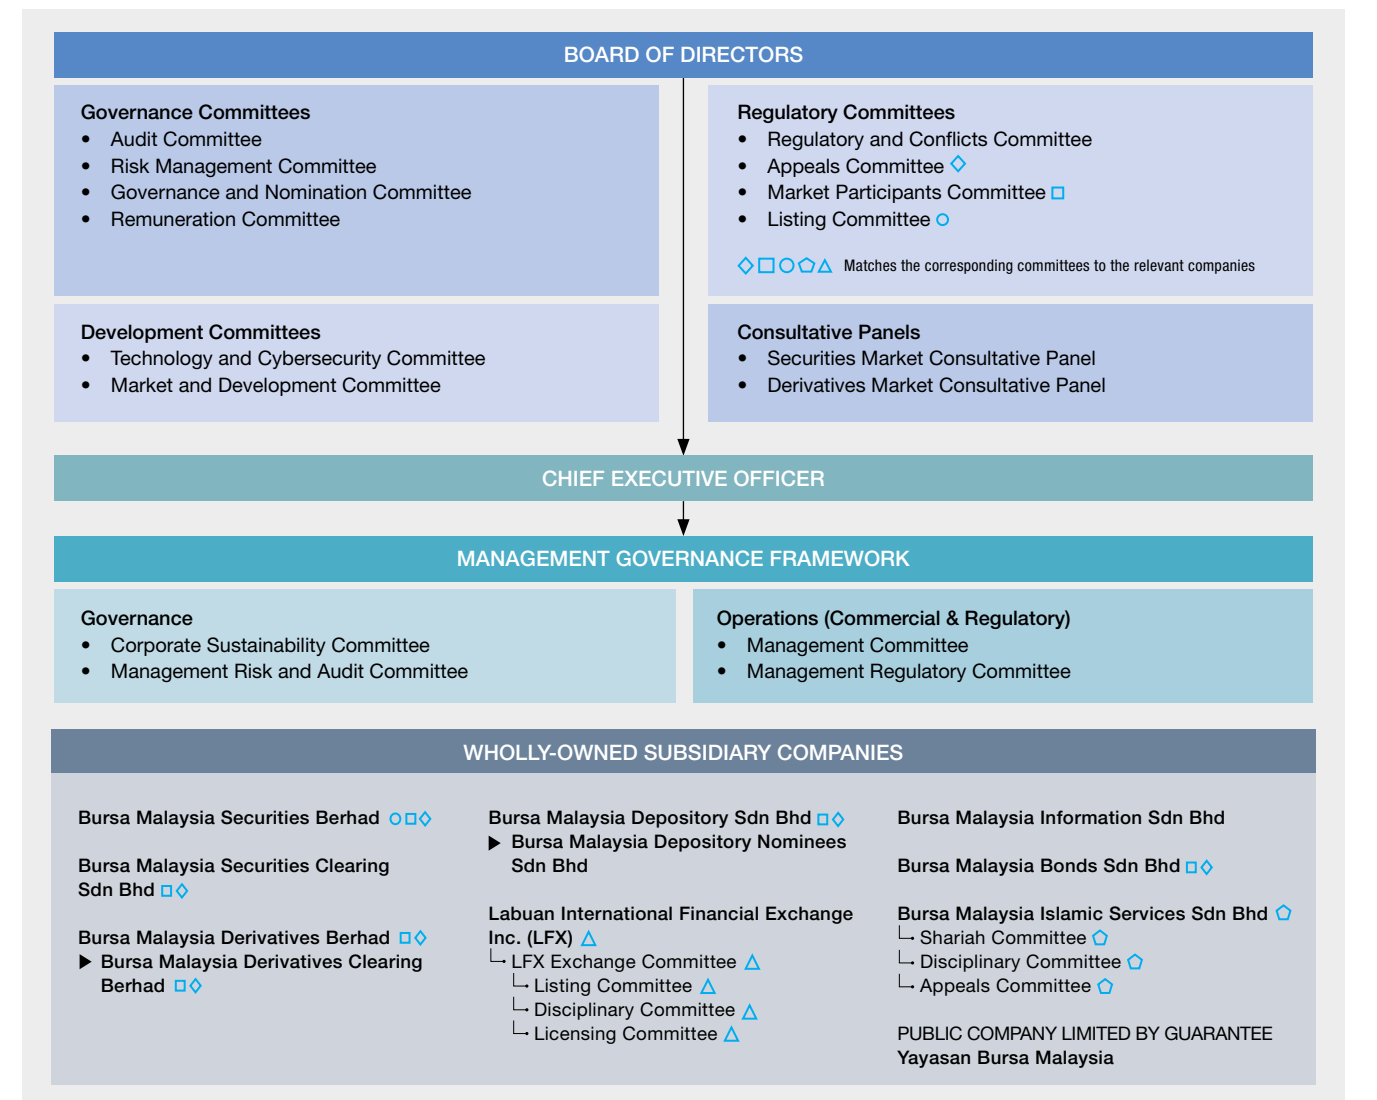 BOARD OF DIRECTORS
Governance Committees
• Audit Committee
• Risk Management Committee
• Governance and Nomination Committee
• Remuneration Committee
Regulatory Committees
• Regulatory and Conflicts Committee
• Appeals Committee ◇
• Market Participants Committee □
• Listing Committee ○
◇□○⬠△ Matches the corresponding committees to the relevant companies
Development Committees
• Technology and Cybersecurity Committee
• Market and Development Committee
Consultative Panels
• Securities Market Consultative Panel
• Derivatives Market Consultative Panel
CHIEF EXECUTIVE OFFICER
MANAGEMENT GOVERNANCE FRAMEWORK
Governance
• Corporate Sustainability Committee
• Management Risk and Audit Committee
Operations (Commercial & Regulatory)
• Management Committee
• Management Regulatory Committee
WHOLLY-OWNED SUBSIDIARY COMPANIES
Bursa Malaysia Securities Berhad ○□◇
Bursa Malaysia Securities Clearing
Sdn Bhd □◇
Bursa Malaysia Derivatives Berhad □◇
▶ Bursa Malaysia Derivatives Clearing
Berhad □◇
Bursa Malaysia Depository Sdn Bhd □◇
▶ Bursa Malaysia Depository Nominees
Sdn Bhd
Labuan International Financial Exchange
Inc. (LFX) △
LFX Exchange Committee △
Listing Committee △
Disciplinary Committee △
Licensing Committee △
Bursa Malaysia Information Sdn Bhd
Bursa Malaysia Bonds Sdn Bhd □◇
Bursa Malaysia Islamic Services Sdn Bhd ⬠
Shariah Committee ⬠
Disciplinary Committee ⬠
Appeals Committee ⬠
PUBLIC COMPANY LIMITED BY GUARANTEE
Yayasan Bursa Malaysia